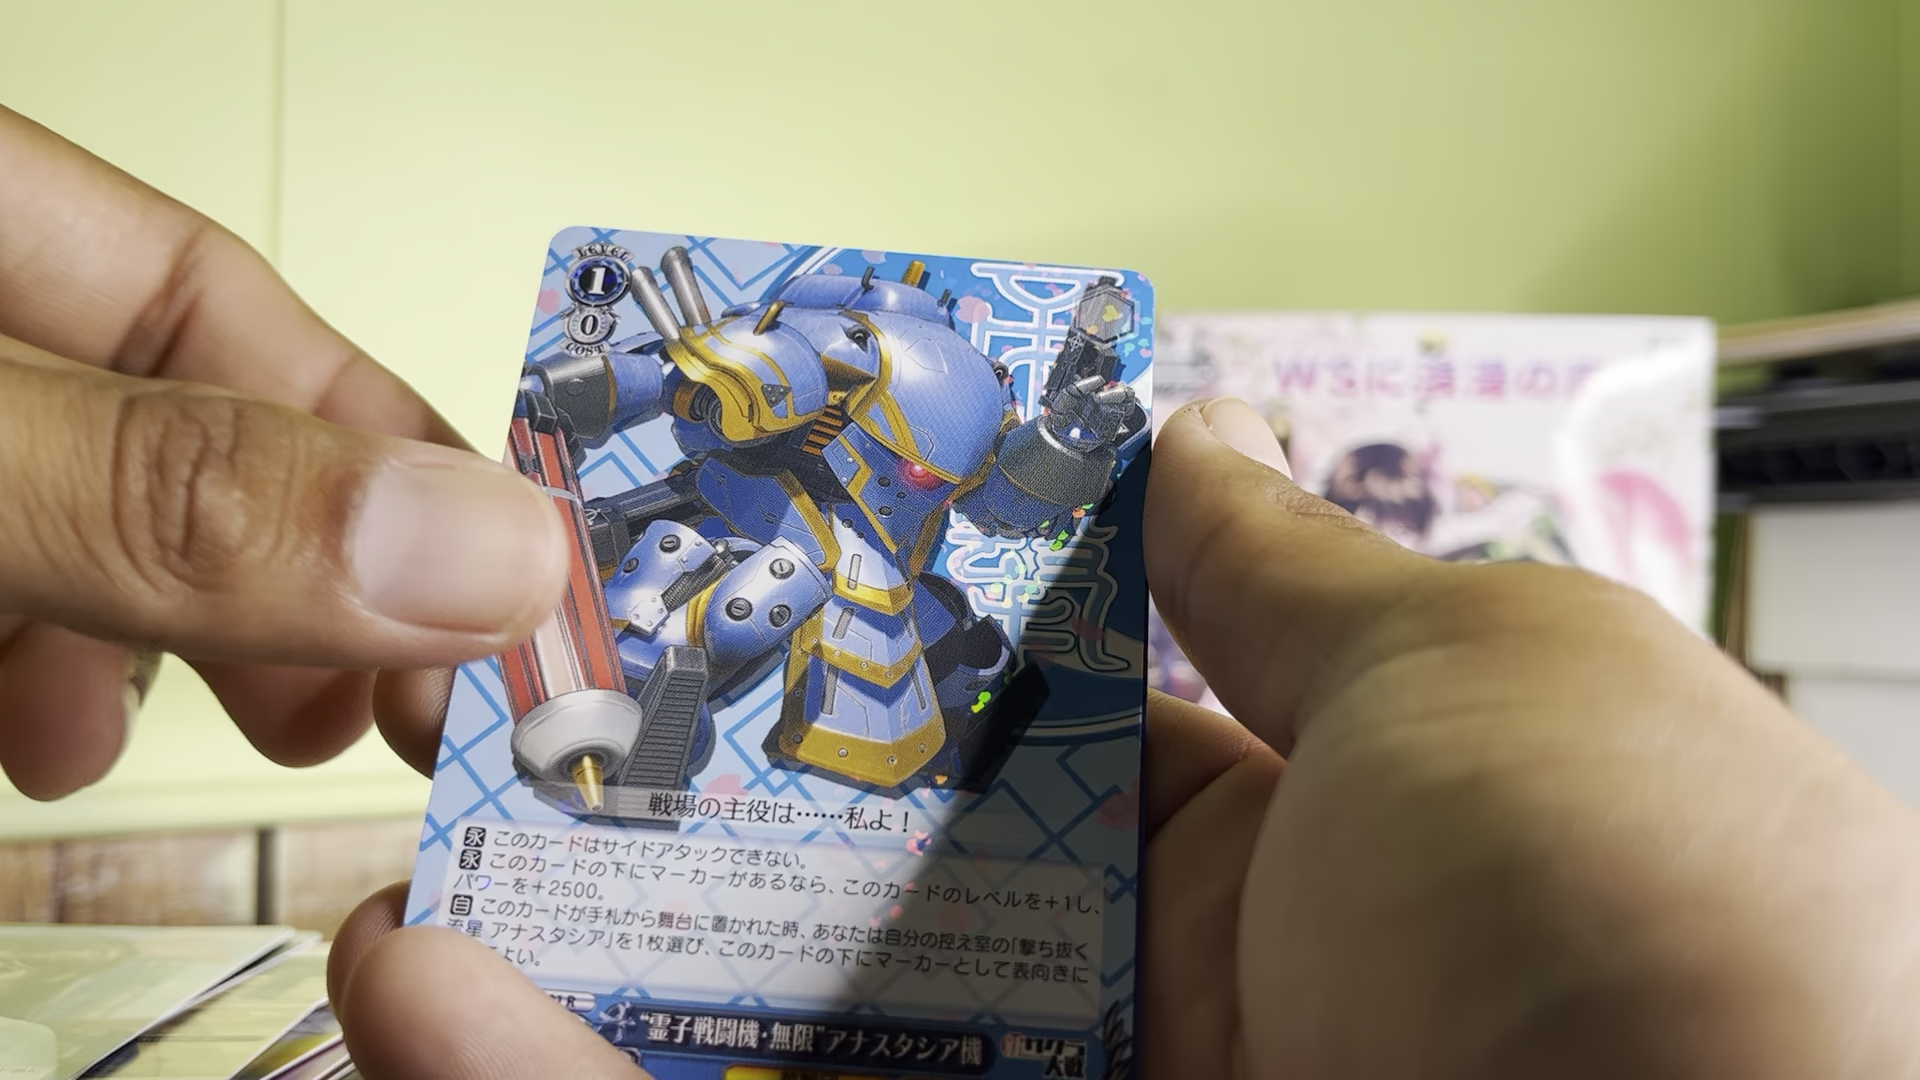 LEVEL
1
0
COST
戦場の主役は……私よ！
永 このカードはサイドアタックできない。
永 このカードの下にマーカーがあるなら、このカードのレベルを+1し、
パワーを+2500。
自 このカードが手札から舞台に置かれた時、あなたは自分の控え室の「撃ち抜く
流星 アナスタシア」を1枚選び、このカードの下にマーカーとして表向きに
よい。
R
“霊子戦闘機・無限”アナスタシア機
新サクラ
大戦
WSに浪漫の